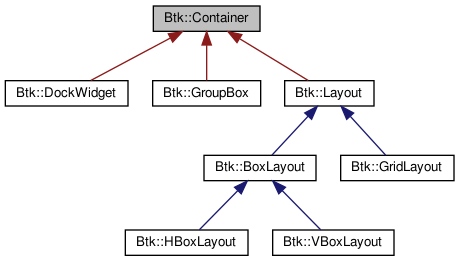 Btk::Container
Btk::DockWidget
Btk::GroupBox
Btk::Layout
Btk::BoxLayout
Btk::GridLayout
Btk::HBoxLayout
Btk::VBoxLayout